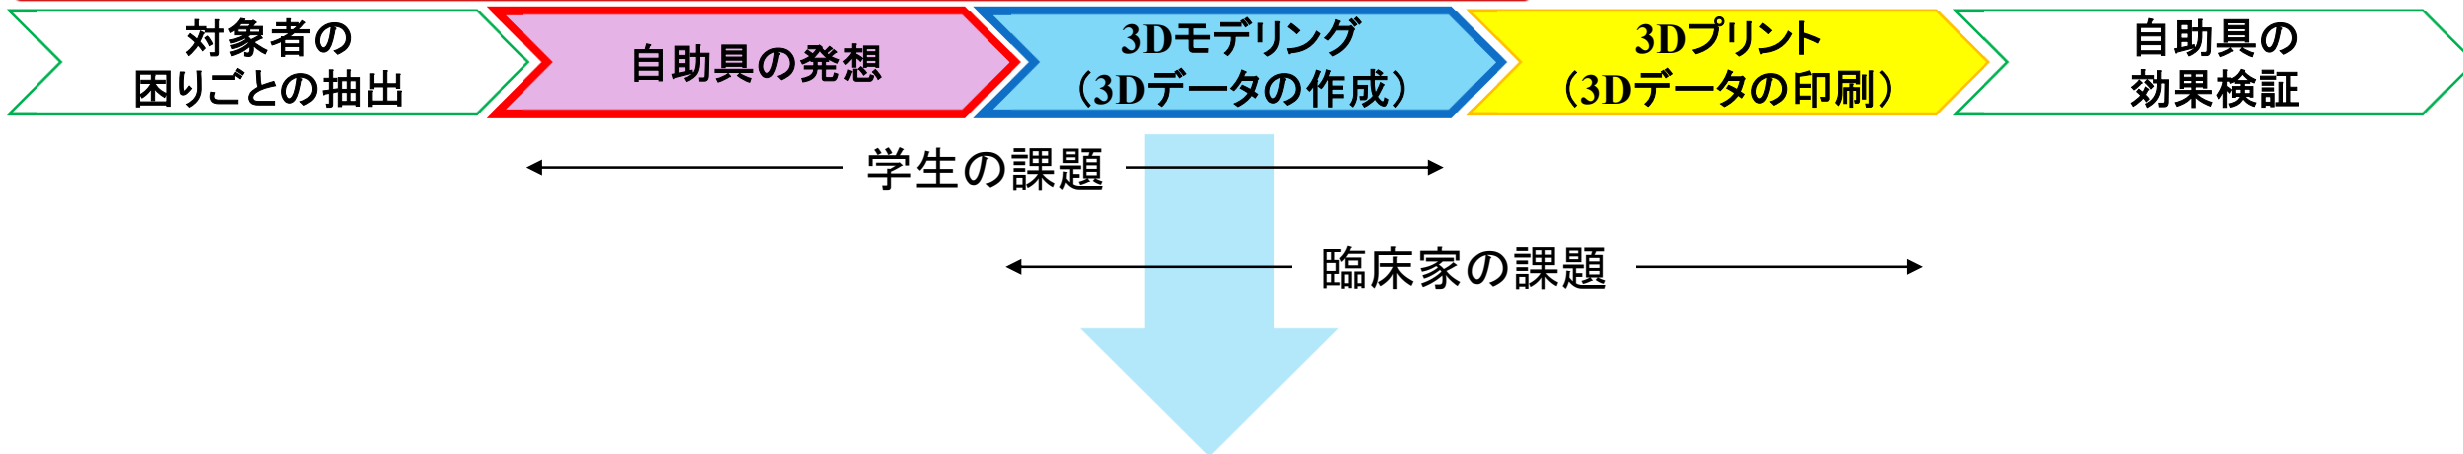 対象者の
困りごとの抽出
自助具の発想
3Dモデリング
（3Dデータの作成）
3Dプリント
（3Dデータの印刷）
自助具の
効果検証
学生の課題
臨床家の課題